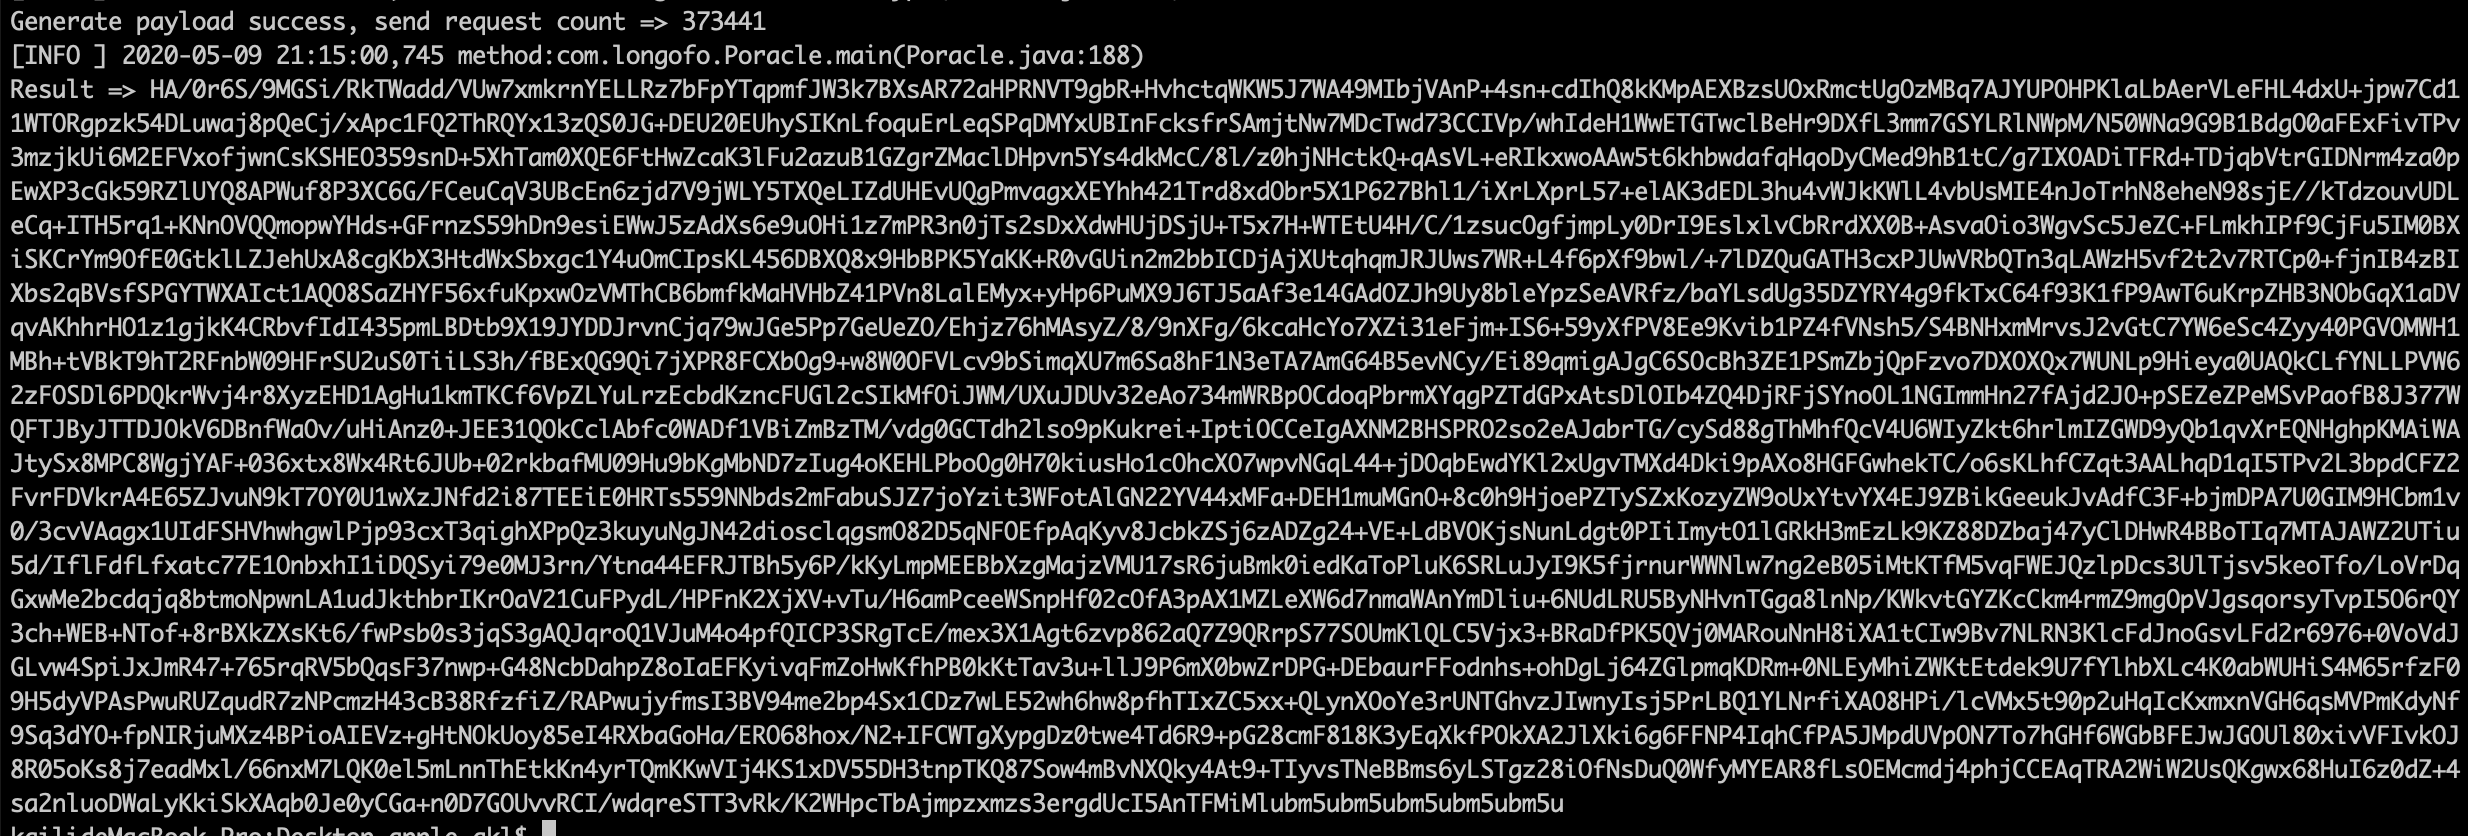 Generate payload success, send request count => 373441
[INFO ] 2020-05-09 21:15:00,745 method:com.longofo.Poracle.main(Poracle.java:188)
Result => HA/0r6S/9MGSi/RkTWadd/VUw7xmkrnYELLRz7bFpYTqpmfJW3k7BXsAR72aHPRNVT9gbR+HvhctqWKW5J7WA49MIbjVAnP+4sn+cdIhQ8kKMpAEXBzsUOxRmctUgOzMBq7AJYUPOHPKlaLbAerVLeFHL4dxU+jpw7Cd1
1WTORgpzk54DLuwaj8pQeCj/xApc1FQ2ThRQYx13zQS0JG+DEU20EUhySIKnLfoquErLeqSPqDMYxUBInFcksfrSAmjtNw7MDcTwd73CCIVp/whIdeH1WwETGTwclBeHr9DXfL3mm7GSYLRlNWpM/N50WNa9G9B1BdgO0aFExFivTPv
3mzjkUi6M2EFVxofjwnCsKSHEO359snD+5XhTam0XQE6FtHwZcaK3lFu2azuB1GZgrZMaclDHpvn5Ys4dkMcC/8l/z0hjNHctkQ+qAsVL+eRIkxwoAAw5t6khbwdafqHqoDyCMed9hB1tC/g7IXOADiTFRd+TDjqbVtrGIDNrm4za0p
EwXP3cGk59RZlUYQ8APWuf8P3XC6G/FCeuCqV3UBcEn6zjd7V9jWLY5TXQeLIZdUHEvUQgPmvagxXEYhh421Trd8xdObr5X1P627Bhl1/iXrLXprL57+elAK3dEDL3hu4vWJkKWlL4vbUsMIE4nJoTrhN8eheN98sjE//kTdzouvUDL
eCq+ITH5rq1+KNnOVQQmopwYHds+GFrnzS59hDn9esiEWwJ5zAdXs6e9uOHi1z7mPR3n0jTs2sDxXdwHUjDSjU+T5x7H+WTEtU4H/C/1zsucOgfjmpLy0DrI9EslxlvCbRrdXX0B+AsvaOio3WgvSc5JeZC+FLmkhIPf9CjFu5IM0BX
iSKCrYm9OfE0GtklLZJehUxA8cgKbX3HtdWxSbxgc1Y4uOmCIpsKL456DBXQ8x9HbBPK5YaKK+R0vGUin2m2bbICDjAjXUtqhqmJRJUws7WR+L4f6pXf9bwl/+7lDZQuGATH3cxPJUwVRbQTn3qLAWzH5vf2t2v7RTCp0+fjnIB4zBI
Xbs2qBVsfSPGYTWXAIct1AQO8SaZHYF56xfuKpxwOzVMThCB6bmfkMaHVHbZ41PVn8LalEMyx+yHp6PuMX9J6TJ5aAf3e14GAdOZJh9Uy8bleYpzSeAVRfz/baYLsdUg35DZYRY4g9fkTxC64f93K1fP9AwT6uKrpZHB3NObGqX1aDV
qvAKhhrHO1z1gjkK4CRbvfIdI435pmLBDtb9X19JYDDJrvnCjq79wJGe5Pp7GeUeZO/Ehjz76hMAsyZ/8/9nXFg/6kcaHcYo7XZi31eFjm+IS6+59yXfPV8Ee9Kvib1PZ4fVNsh5/S4BNHxmMrvsJ2vGtC7YW6eSc4Zyy40PGVOMWH1
MBh+tVBkT9hT2RFnbW09HFrSU2uS0TiiLS3h/fBExQG9Qi7jXPR8FCXbOg9+w8W0OFVLcv9bSimqXU7m6Sa8hF1N3eTA7AmG64B5evNCy/Ei89qmigAJgC6SOcBh3ZE1PSmZbjQpFzvo7DXOXQx7WUNLp9Hieya0UAQkCLfYNLLPVW6
2zFOSDl6PDQkrWvj4r8XyzEHD1AgHu1kmTKCf6VpZLYuLrzEcbdKzncFUGl2cSIkMfOiJWM/UXuJDUv32eAo734mWRBpOCdoqPbrmXYqgPZTdGPxAtsDlOIb4ZQ4DjRFjSYnoOL1NGImmHn27fAjd2JO+pSEZeZPeMSvPaofB8J377W
QFTJByJTTDJOkV6DBnfWaOv/uHiAnz0+JEE31QOkCclAbfc0WADf1VBiZmBzTM/vdg0GCTdh2lso9pKukrei+IptiOCCeIgAXNM2BHSPRO2so2eAJabrTG/cySd88gThMhfQcV4U6WIyZkt6hrlmIZGWD9yQb1qvXrEQNHghpKMAiWA
JtySx8MPC8WgjYAF+036xtx8Wx4Rt6JUb+02rkbafMU09Hu9bKgMbND7zIug4oKEHLPboOg0H70kiusHo1cOhcXO7wpvNGqL44+jDOqbEwdYKl2xUgvTMXd4Dki9pAXo8HGFGwhekTC/o6sKLhfCZqt3AALhqD1qI5TPv2L3bpdCFZ2
FvrFDVkrA4E65ZJvuN9kT7OY0U1wXzJNfd2i87TEEiE0HRTs559NNbds2mFabuSJZ7joYzit3WFotAlGN22YV44xMFa+DEH1muMGnO+8c0h9HjoePZTySZxKozyZW9oUxYtvYX4EJ9ZBikGeeukJvAdfC3F+bjmDPA7U0GIM9HCbm1v
0/3cvVAagx1UIdFSHVhwhgwlPjp93cxT3qighXPpQz3kuyuNgJN42diosclqgsmO82D5qNFOEfpAqKyv8JcbkZSj6zADZg24+VE+LdBVOKjsNunLdgt0PIiImytO1lGRkH3mEzLk9KZ88DZbaj47yClDHwR4BBoTIq7MTAJAWZ2UTiu
5d/IflFdfLfxatc77E1OnbxhI1iDQSyi79e0MJ3rn/Ytna44EFRJTBh5y6P/kKyLmpMEEBbXzgMajzVMU17sR6juBmk0iedKaToPluK6SRLuJyI9K5fjrnurWWNlw7ng2eB05iMtKTfM5vqFWEJQzlpDcs3UlTjsv5keoTfo/LoVrDq
GxwMe2bcdqjq8btmoNpwnLA1udJkthbrIKrOaV21CuFPydL/HPFnK2XjXV+vTu/H6amPceeWSnpHf02cOfA3pAX1MZLeXW6d7nmaWAnYmDliu+6NUdLRU5ByNHvnTGga8lnNp/KWkvtGYZKcCkm4rmZ9mgOpVJgsqorsyTvpI5O6rQY
3ch+WEB+NTof+8rBXkZXsKt6/fwPsb0s3jqS3gAQJqroQ1VJuM4o4pfQICP3SRgTcE/mex3X1Agt6zvp862aQ7Z9QRrpS77SOUmKlQLC5Vjx3+BRaDfPK5QVj0MARouNnH8iXA1tCIw9Bv7NLRN3KlcFdJnoGsvLFd2r6976+0VoVdJ
GLvw4SpiJxJmR47+765rqRV5bQqsF37nwp+G48NcbDahpZ8oIaEFKyivqFmZoHwKfhPB0kKtTav3u+llJ9P6mX0bwZrDPG+DEbaurFFodnhs+ohDgLj64ZGlpmqKDRm+0NLEyMhiZWKtEtdek9U7fYlhbXLc4K0abWUHiS4M65rfzF0
9H5dyVPAsPwuRUZqudR7zNPcmzH43cB38RfzfiZ/RAPwujyfmsI3BV94me2bp4Sx1CDz7wLE52wh6hw8pfhTIxZC5xx+QLynXOoYe3rUNTGhvzJIwnyIsj5PrLBQ1YLNrfiXAO8HPi/lcVMx5t90p2uHqIcKxmxnVGH6qsMVPmKdyNf
9Sq3dYO+fpNIRjuMXz4BPioAIEVz+gHtNOkUoy85eI4RXbaGoHa/ERO68hox/N2+IFCWTgXypgDz0twe4Td6R9+pG28cmF818K3yEqXkfPOkXA2JlXki6g6FFNP4IqhCfPA5JMpdUVpON7To7hGHf6WGbBFEJwJGOUl80xivVFIvkOJ
8R05oKs8j7eadMxl/66nxM7LQK0el5mLnnThEtkKn4yrTQmKKwVIj4KS1xDV55DH3tnpTKQ87Sow4mBvNXQky4At9+TIyvsTNeBBms6yLSTgz28iOfNsDuQ0WfyMYEAR8fLsOEMcmdj4phjCCEAqTRA2WiW2UsQKgwx68HuI6z0dZ+4
sa2nluoDWaLyKkiSkXAqb0Je0yCGa+n0D7GOUvvRCI/wdqreSTT3vRk/K2WHpcTbAjmpzxmzs3ergdUcI5AnTFMiMlubm5ubm5ubm5ubm5ubm5u